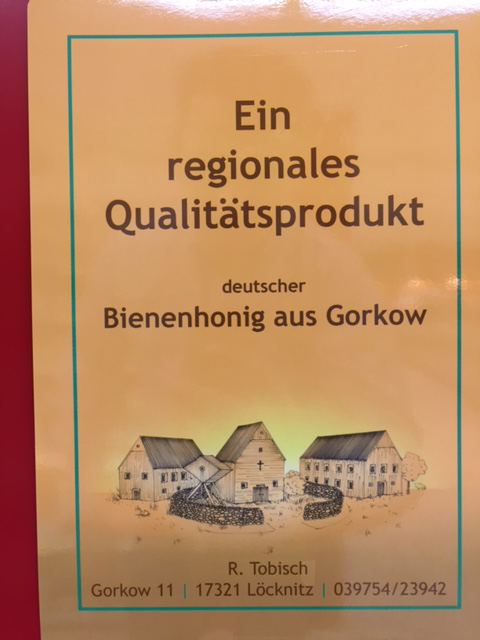 Ein
regionales
Qualitätsprodukt
deutscher
Bienenhonig aus Gorkow
R. Tobisch
Gorkow 11 | 17321 Löcknitz | 039754/23942